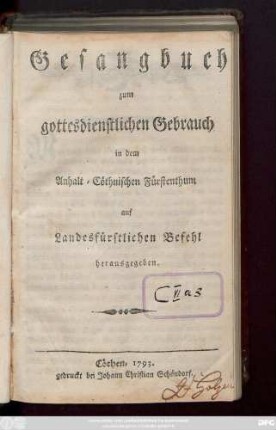 Gesangbuch
zum
gottesdienstlichen Gebrauch
in dem
Anhalt-Cöthnischen Fürstenthum
auf
Landesfürstlichen Befehl
herausgegeben.
Cöthen, 1793.
gedruckt bei Johann Christian Schöndorf.